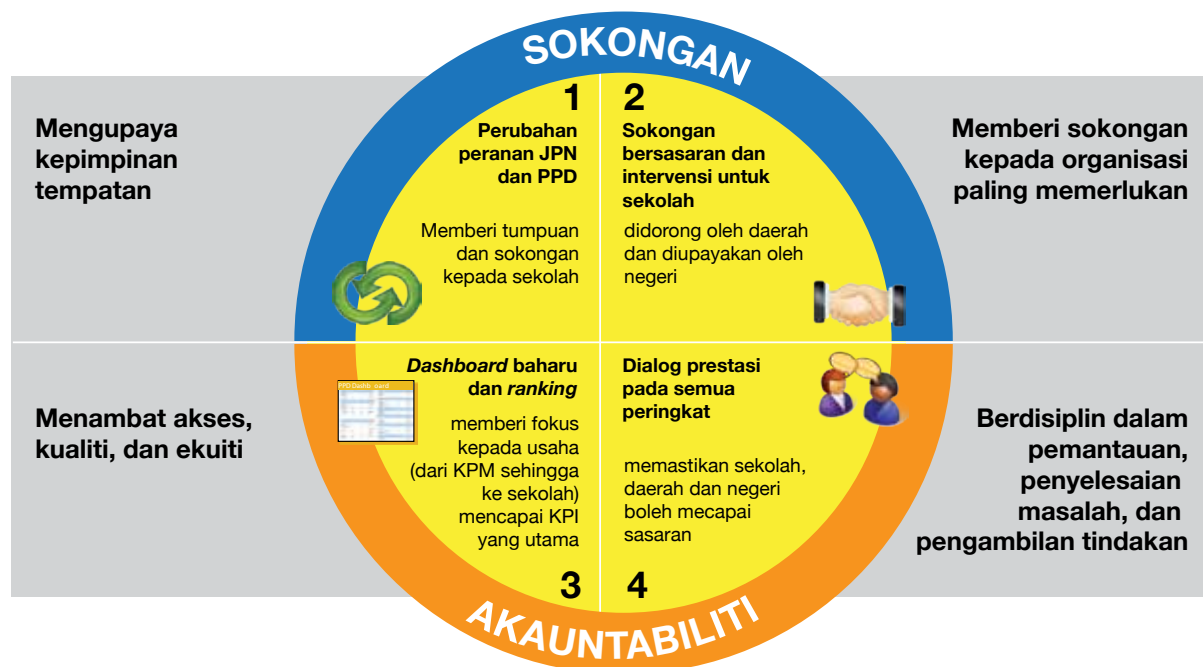 SOKONGAN
Mengupaya
kepimpinan
tempatan
1
Perubahan
peranan JPN
dan PPD
Memberi tumpuan
dan sokongan
kepada sekolah
2
Sokongan
bersasaran dan
intervensi untuk
sekolah
didorong oleh daerah
dan diupayakan oleh
negeri
Memberi sokongan
kepada organisasi
paling memerlukan
Menambat akses,
kualiti, dan ekuiti
PPD Dashb card
Dashboard baharu
dan ranking
memberi fokus
kepada usaha
(dari KPM sehingga
ke sekolah)
mencapai KPI
yang utama
3
Dialog prestasi
pada semua
peringkat
memastikan sekolah,
daerah dan negeri
boleh mecapai
sasaran
4
Berdisiplin dalam
pemantauan,
penyelesaian
masalah, dan
pengambilan tindakan
AKAUNTABILITI